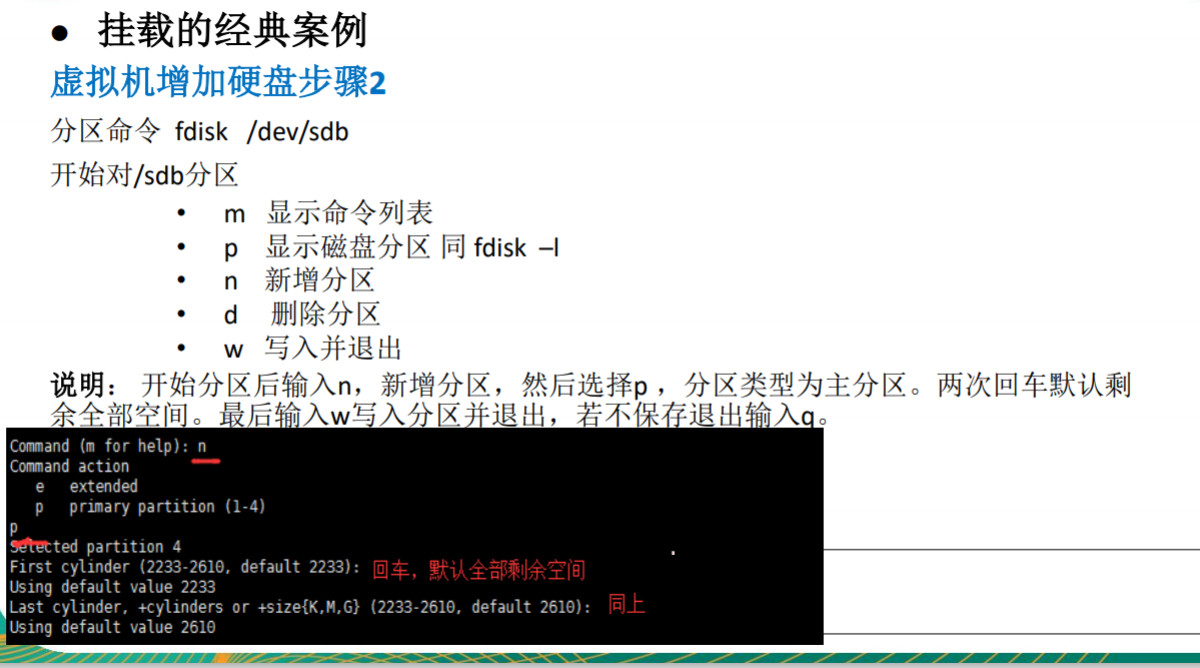 ● 挂载的经典案例
虚拟机增加硬盘步骤2
分区命令 fdisk /dev/sdb
开始对/sdb分区
• m 显示命令列表
• p 显示磁盘分区 同 fdisk –l
• n 新增分区
• d 删除分区
• w 写入并退出
说明： 开始分区后输入n，新增分区，然后选择p ，分区类型为主分区。两次回车默认剩
余全部空间。最后输入w写入分区并退出，若不保存退出输入q。
Command (m for help): n
Command action
e extended
p primary partition (1-4)
p
Selected partition 4
First cylinder (2233-2610, default 2233): 回车，默认全部剩余空间
Using default value 2233
Last cylinder, +cylinders or +size{K,M,G} (2233-2610, default 2610): 同上
Using default value 2610